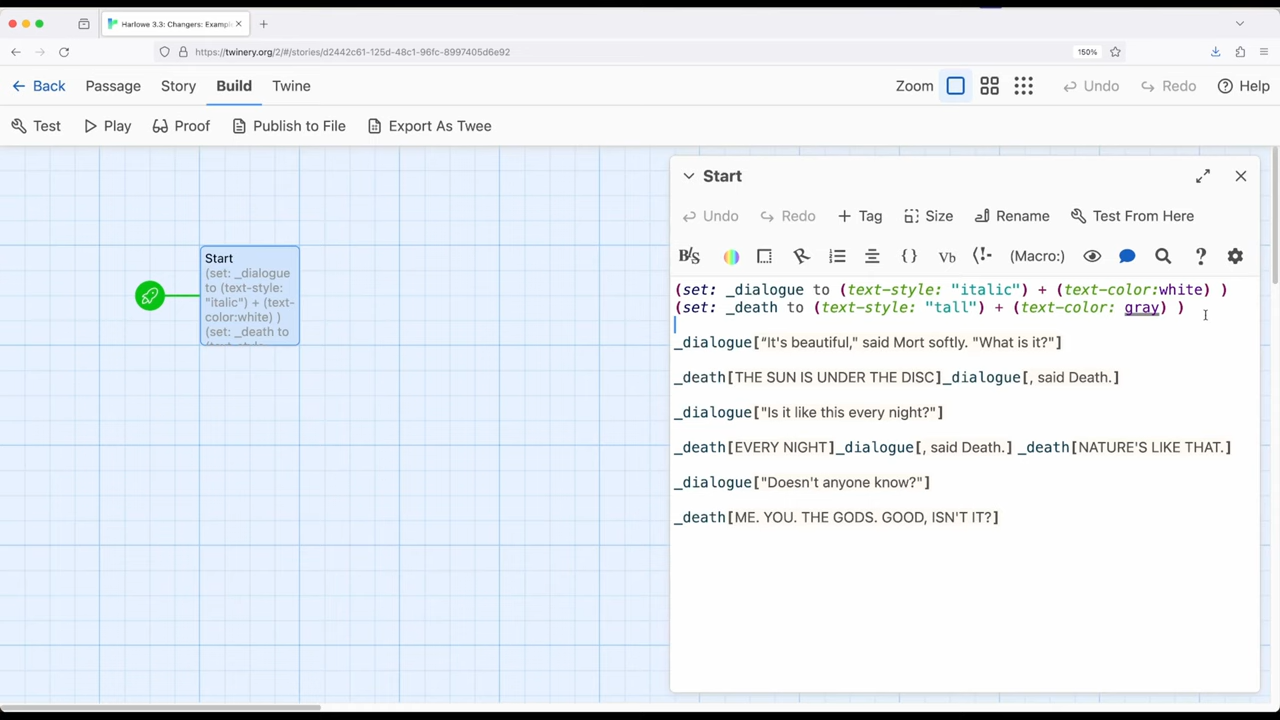 Harlowe 3.3: Changers: Exampl
https://twinery.org/2/#/stories/d2442c61-125d-48c1-96fc-8997405d6e92
150%
Back
Passage
Story
Build
Twine
Zoom
Undo
Redo
Help
Test
Play
Proof
Publish to File
Export As Twee
Start
(set: _dialogue
to (text-style:
"italic") + (text-
color:white) )
(set: _death to
Start
Undo
Redo
+ Tag
Size
Rename
Test From Here
(Macro:)
(set: _dialogue to (text-style: "italic") + (text-color:white) )
(set: _death to (text-style: "tall") + (text-color: gray) )
_dialogue[“It's beautiful," said Mort softly. "What is it?"]
_death[THE SUN IS UNDER THE DISC]_dialogue[, said Death.]
_dialogue["Is it like this every night?"]
_death[EVERY NIGHT]_dialogue[, said Death.] _death[NATURE'S LIKE THAT.]
_dialogue["Doesn't anyone know?"]
_death[ME. YOU. THE GODS. GOOD, ISN'T IT?]